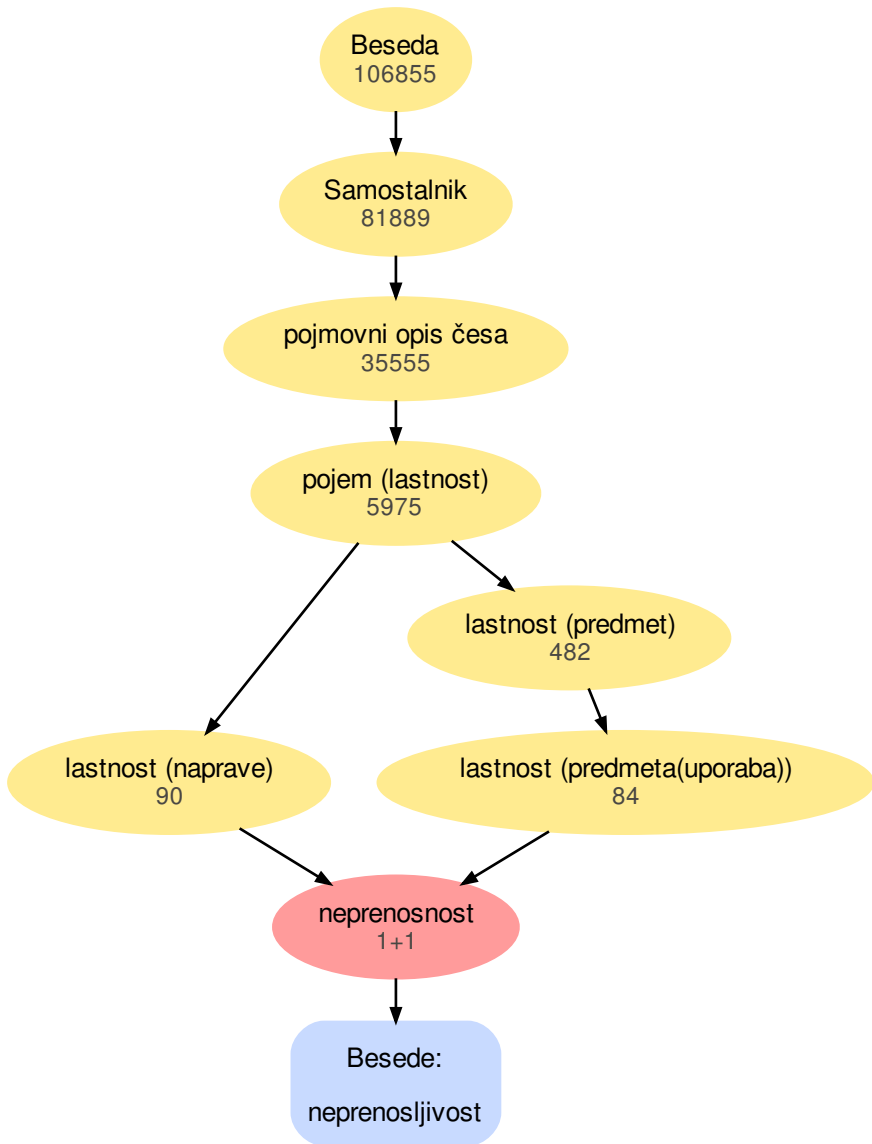 Beseda
106855
Samostalnik
81889
pojmovni opis česa
35555
pojem (lastnost)
5975
lastnost (predmet)
482
lastnost (naprave)
90
lastnost (predmeta(uporaba))
84
neprenosnost
1+1
Besede:
neprenosljivost